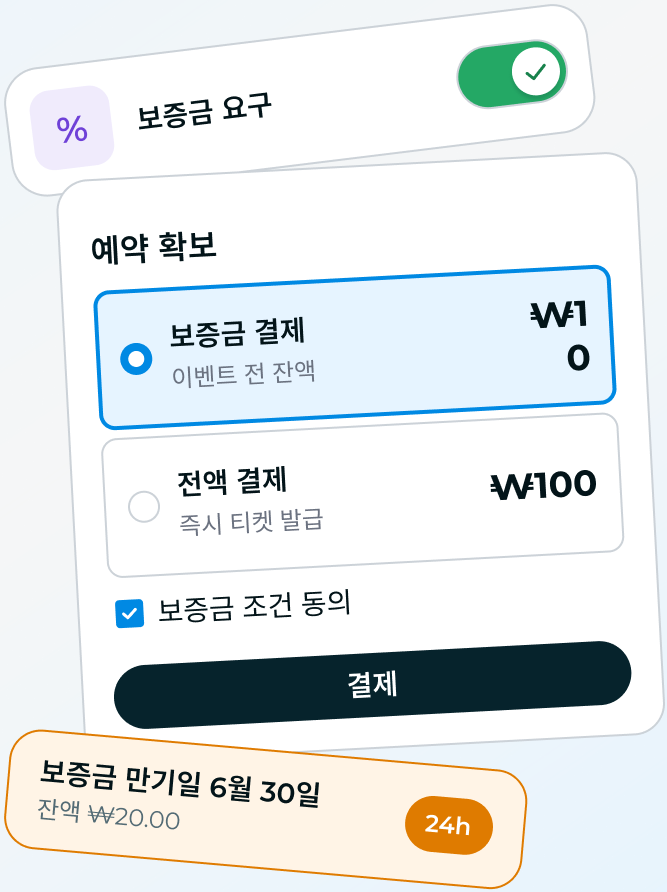 %
보증금 요구
예약 확보
보증금 결제
이벤트 전 잔액
₩1
0
전액 결제
즉시 티켓 발급
₩100
보증금 조건 동의
결제
보증금 만기일 6월 30일
잔액 ₩20.00
24h